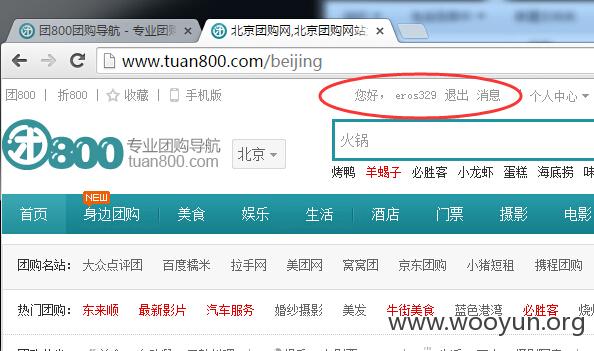 团800团购导航 - 专业团购
北京团购网,北京团购网站
www.tuan800.com/beijing
团800 | 折800 | ☆ 收藏 | 手机版
您好， eros329 退出 消息 | 个人中心
团800 专业团购导航
tuan800.com
北京
火锅
烤鸭 羊蝎子 必胜客 小龙虾 蛋糕 海底捞 味
NEW
首页 身边团购 美食 娱乐 生活 酒店 门票 摄影 电影
团购名站： 大众点评团 百度糯米 拉手网 美团网 窝窝团 京东团购 小猪短租 携程团购
热门团购： 东来顺 最新影片 汽车服务 婚纱摄影 美发 牛街美食 蓝色港湾 必胜客
www.wooyun.org